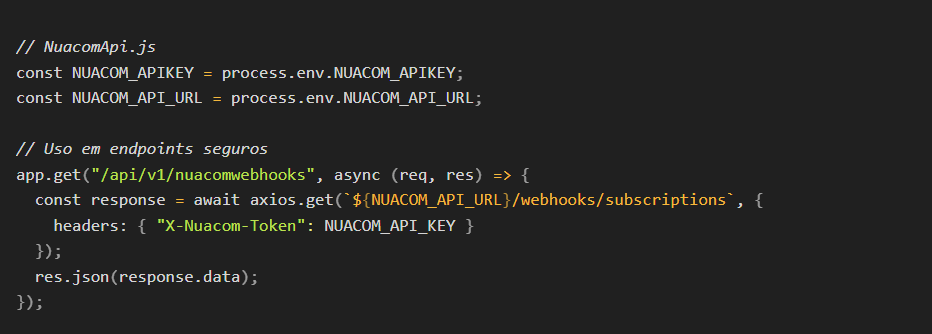 // NuacomApi.js
const NUACOM_APIKEY = process.env.NUACOM_APIKEY;
const NUACOM_API_URL = process.env.NUACOM_API_URL;
// Uso em endpoints seguros
app.get("/api/v1/nuacomwebhooks", async (req, res) => {
const response = await axios.get(`${NUACOM_API_URL}/webhooks/subscriptions`, {
headers: { "X-Nuacom-Token": NUACOM_API_KEY }
});
res.json(response.data);
});